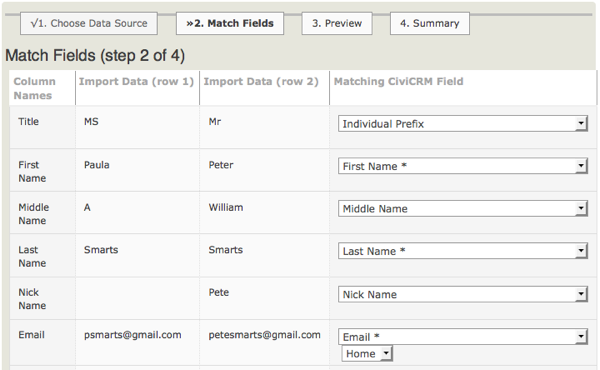 √1. Choose Data Source »2. Match Fields 3. Preview 4. Summary
Match Fields (step 2 of 4)
Column Names Import Data (row 1) Import Data (row 2) Matching CiviCRM Field
Title MS Mr Individual Prefix
First Name Paula Peter First Name *
Middle Name A William Middle Name
Last Name Smarts Smarts Last Name *
Nick Name Pete Nick Name
Email psmarts@gmail.com petesmarts@gmail.com Email *
Home